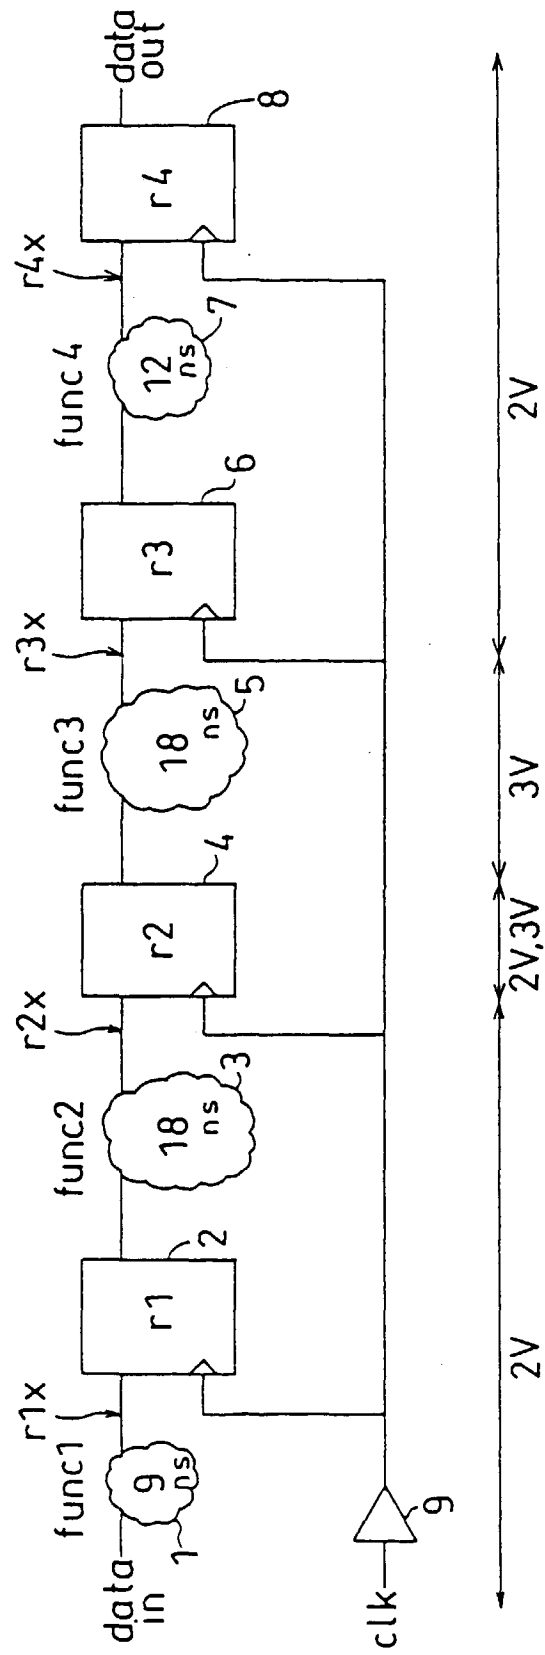 data
in
func1
9
ns
1
r1x
r1
2
func2
18
ns
3
r2x
r2
4
func3
18
ns
5
r3x
r3
6
func4
12
ns
7
r4x
r4
8
data
out
clk
9
2V
2V,3V
3V
2V